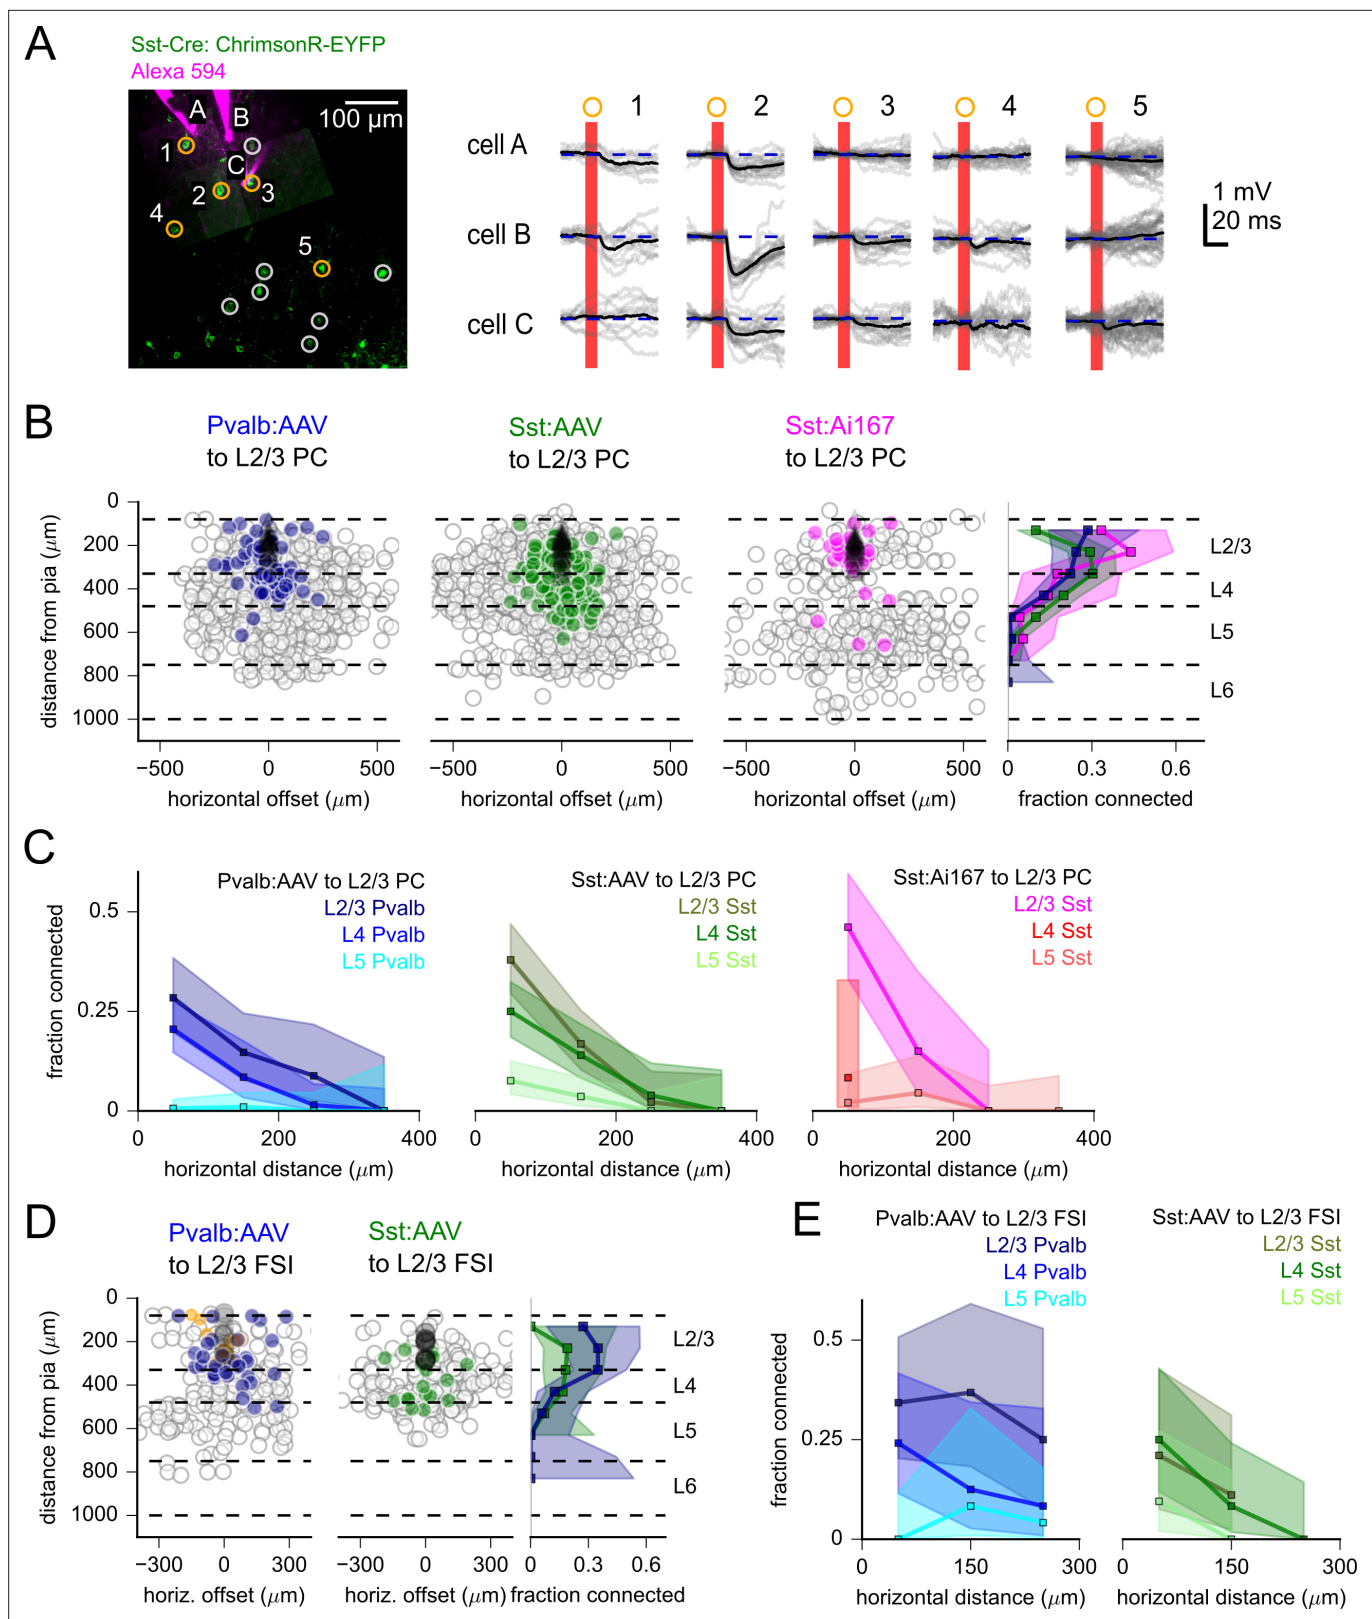 A
Sst-Cre: ChrimsonR-EYFP
Alexa 594
A
B
C
100 μm
1
2
3
4
5
1 2 3 4 5
cell A
cell B
cell C
1 mV
20 ms
B
Pvalb:AAV
to L2/3 PC
Sst:AAV
to L2/3 PC
Sst:Ai167
to L2/3 PC
distance from pia (μm)
0
200
400
600
800
1000
L2/3
L4
L5
L6
−500 0 500
−500 0 500
−500 0 500
0 0.3 0.6
horizontal offset (μm)
horizontal offset (μm)
horizontal offset (μm)
fraction connected
C
fraction connected
0.5
0.25
0
Pvalb:AAV to L2/3 PC
L2/3 Pvalb
L4 Pvalb
L5 Pvalb
0 200 400
horizontal distance (μm)
Sst:AAV to L2/3 PC
L2/3 Sst
L4 Sst
L5 Sst
0 200 400
horizontal distance (μm)
Sst:Ai167 to L2/3 PC
L2/3 Sst
L4 Sst
L5 Sst
0 200 400
horizontal distance (μm)
D
Pvalb:AAV
to L2/3 FSI
Sst:AAV
to L2/3 FSI
distance from pia (μm)
0
200
400
600
800
1000
L2/3
L4
L5
L6
−300 0 300
−300 0 300
0 0.3 0.6
horiz. offset (μm)
horiz. offset (μm)
fraction connected
E
Pvalb:AAV to L2/3 FSI
L2/3 Pvalb
L4 Pvalb
L5 Pvalb
Sst:AAV to L2/3 FSI
L2/3 Sst
L4 Sst
L5 Sst
fraction connected
0.5
0.25
0
0 150 300
horizontal distance (μm)
0 150 300
horizontal distance (μm)